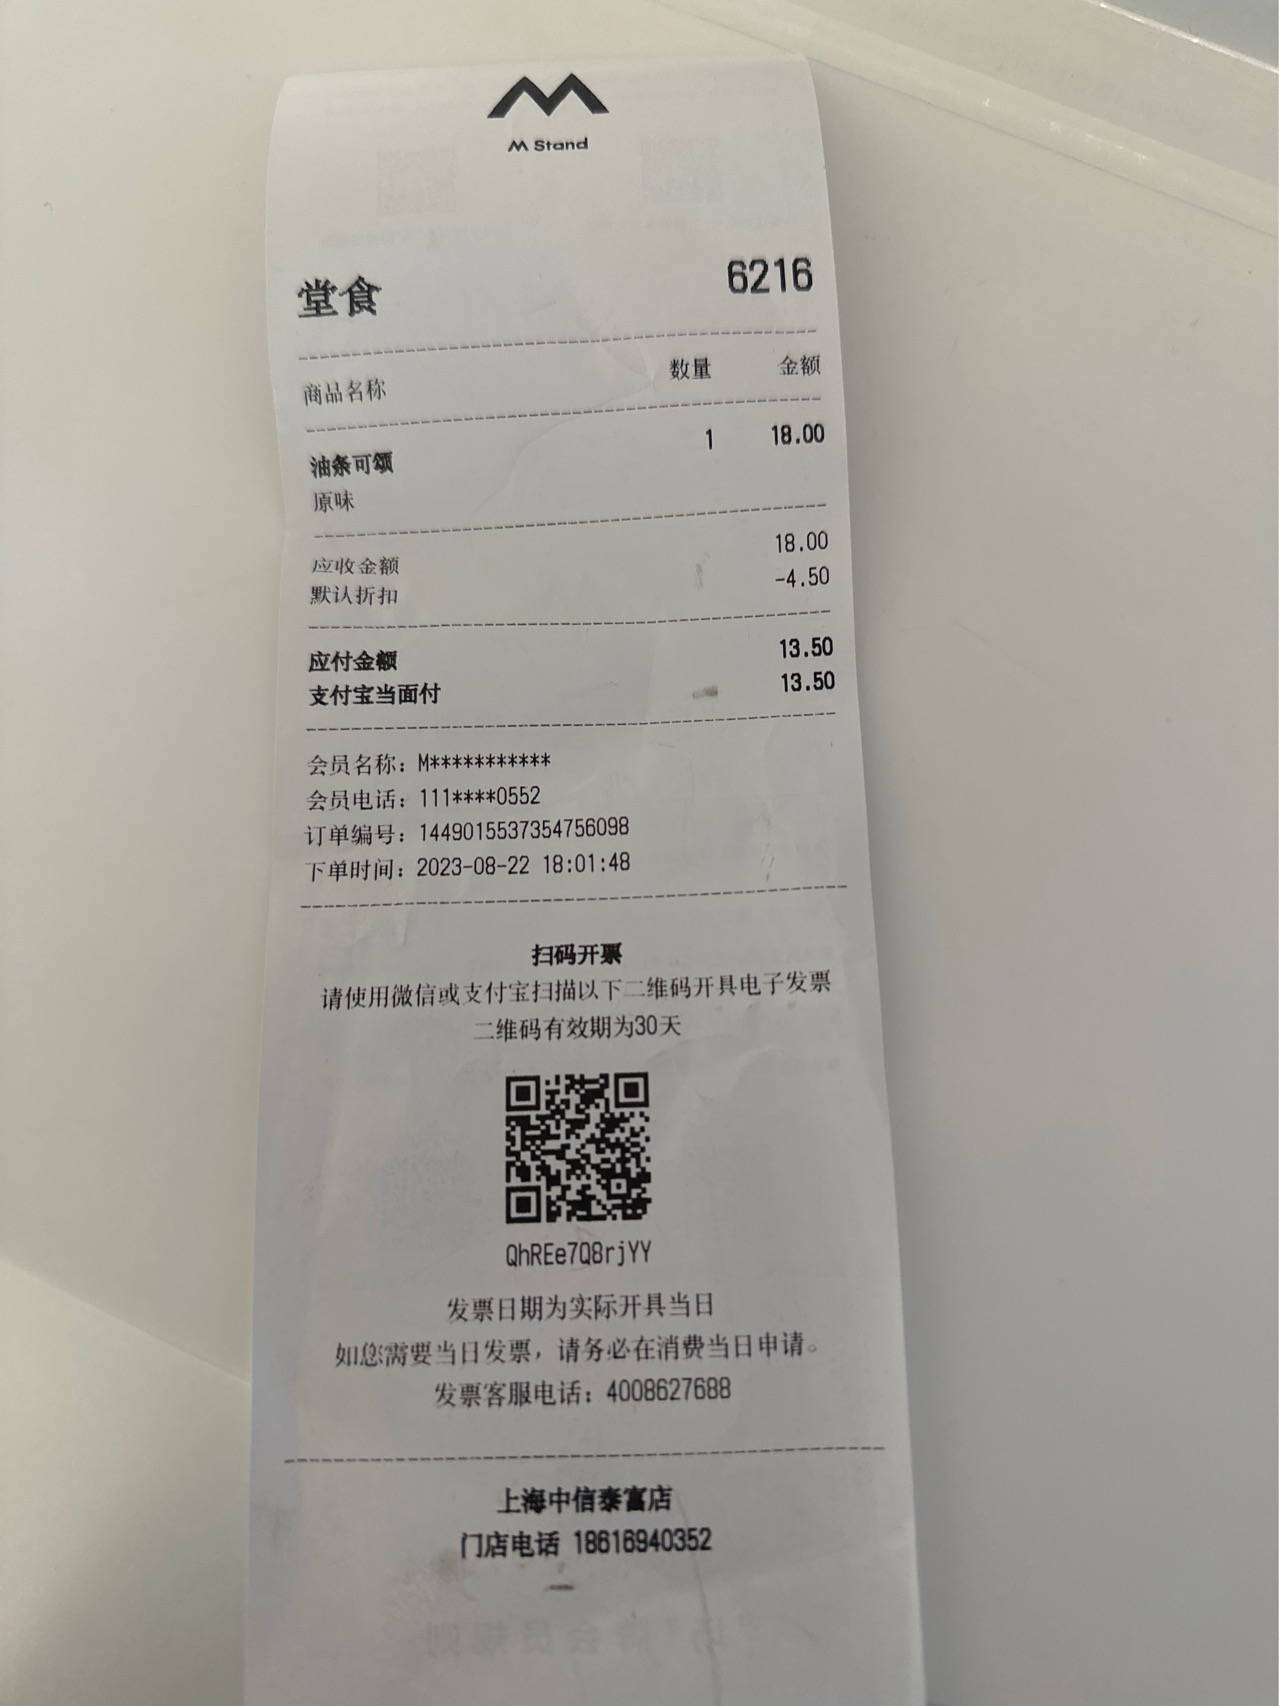 M Stand
堂食 6216
商品名称 数量 金额
油条可颂 1 18.00
原味
应收金额 18.00
默认折扣 -4.50
应付金额 13.50
支付宝当面付 13.50
会员名称：M***********
会员电话：111****0552
订单编号：1449015537354756098
下单时间：2023-08-22 18:01:48
扫码开票
请使用微信或支付宝扫描以下二维码开具电子发票
二维码有效期为30天
QhREe7Q8rjYY
发票日期为实际开具当日
如您需要当日发票，请务必在消费当日申请。
发票客服电话：4008627688
上海中信泰富店
门店电话 18616940352